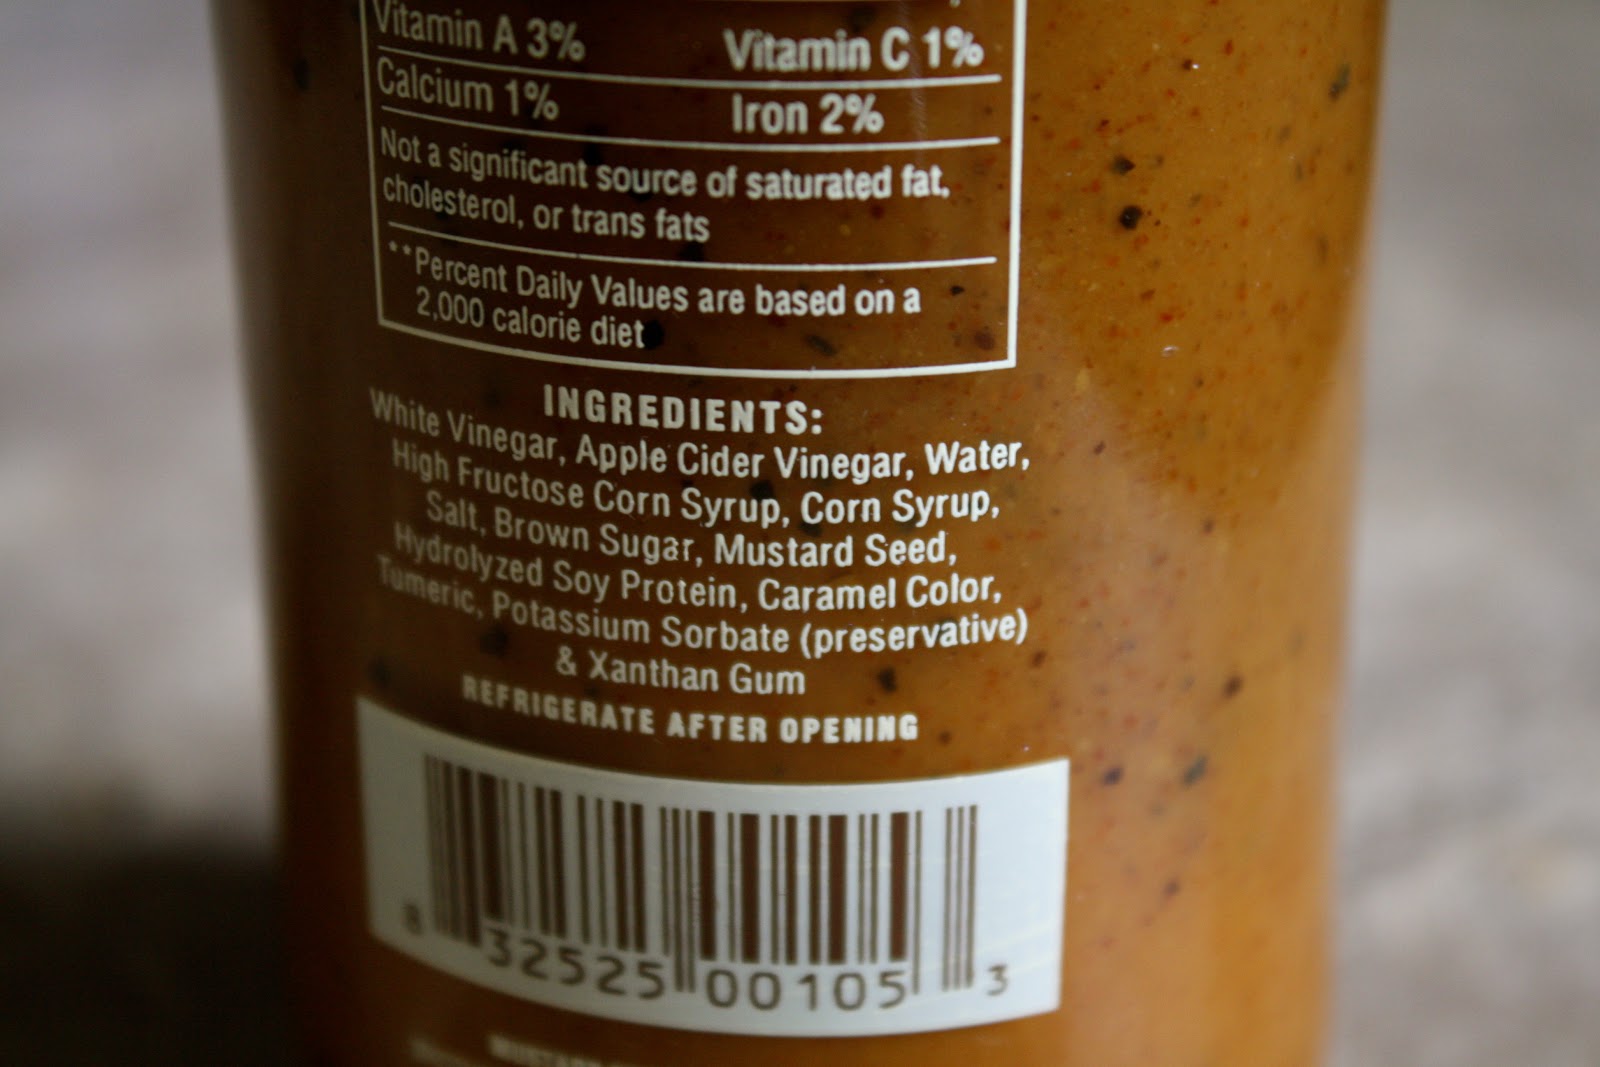 Vitamin A 3% Vitamin C 1%
Calcium 1% Iron 2%
Not a significant source of saturated fat,
cholesterol, or trans fats
**Percent Daily Values are based on a
2,000 calorie diet
INGREDIENTS:
White Vinegar, Apple Cider Vinegar, Water,
High Fructose Corn Syrup, Corn Syrup,
Salt, Brown Sugar, Mustard Seed,
Hydrolyzed Soy Protein, Caramel Color,
Tumeric, Potassium Sorbate (preservative)
& Xanthan Gum
REFRIGERATE AFTER OPENING
8 32525 00105 3